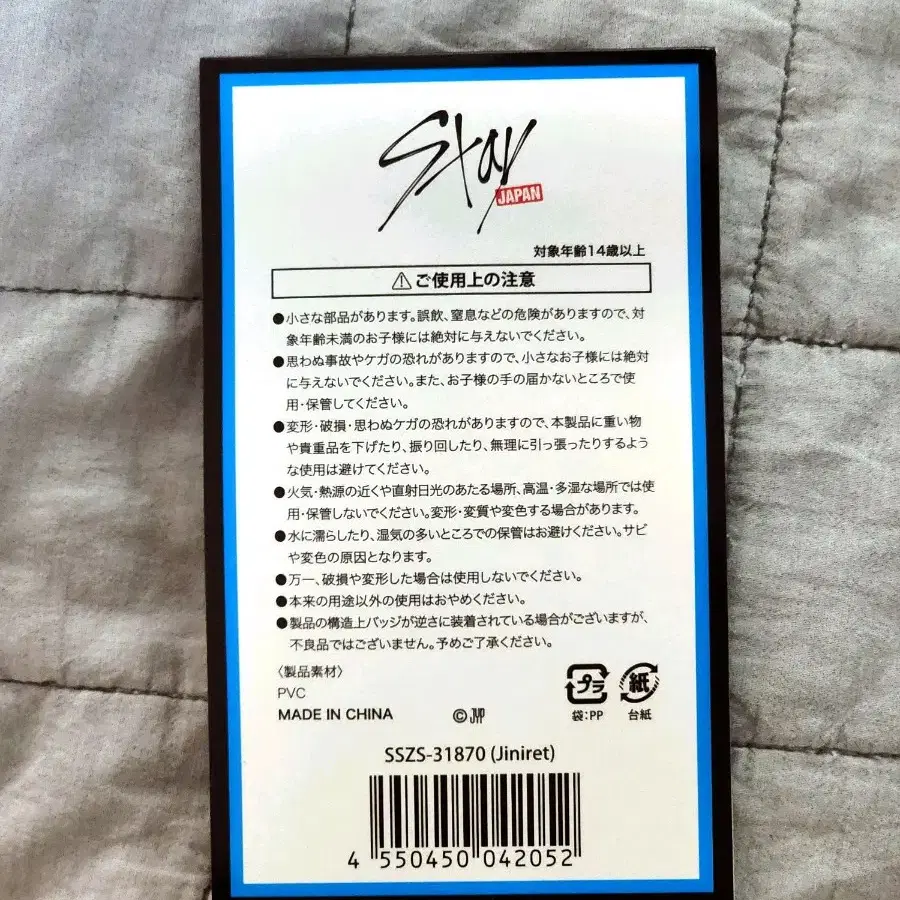 Stay
JAPAN
対象年齢14歳以上
⚠ご使用上の注意
●小さな部品があります。誤飲、窒息などの危険がありますので、対
象年齢未満のお子様には絶対に与えないでください。
●思わぬ事故やケガの恐れがありますので、小さなお子様には絶対
に与えないでください。また、お子様の手の届かないところで使
用・保管してください。
●変形・破損・思わぬケガの恐れがありますので、本製品に重い物
や貴重品を下げたり、振り回したり、無理に引っ張ったりするよう
な使用は避けてください。
●火気・熱源の近くや直射日光のあたる場所、高温・多湿な場所では使
用・保管しないでください。変形・変質や変色する場合があります。
●水に濡らしたり、湿気の多いところでの保管はお避けください。サビ
や変色の原因となります。
●万一、破損や変形した場合は使用しないでください。
●本来の用途以外の使用はおやめください。
●製品の構造上バッジが逆さに装着されている場合がございますが、
不良品ではございません。予めご了承ください。
〈製品素材〉
PVC
MADE IN CHINA
© JYP
プラ
袋:PP
紙
台紙
SSZS-31870 (Jiniret)
4 550450 042052